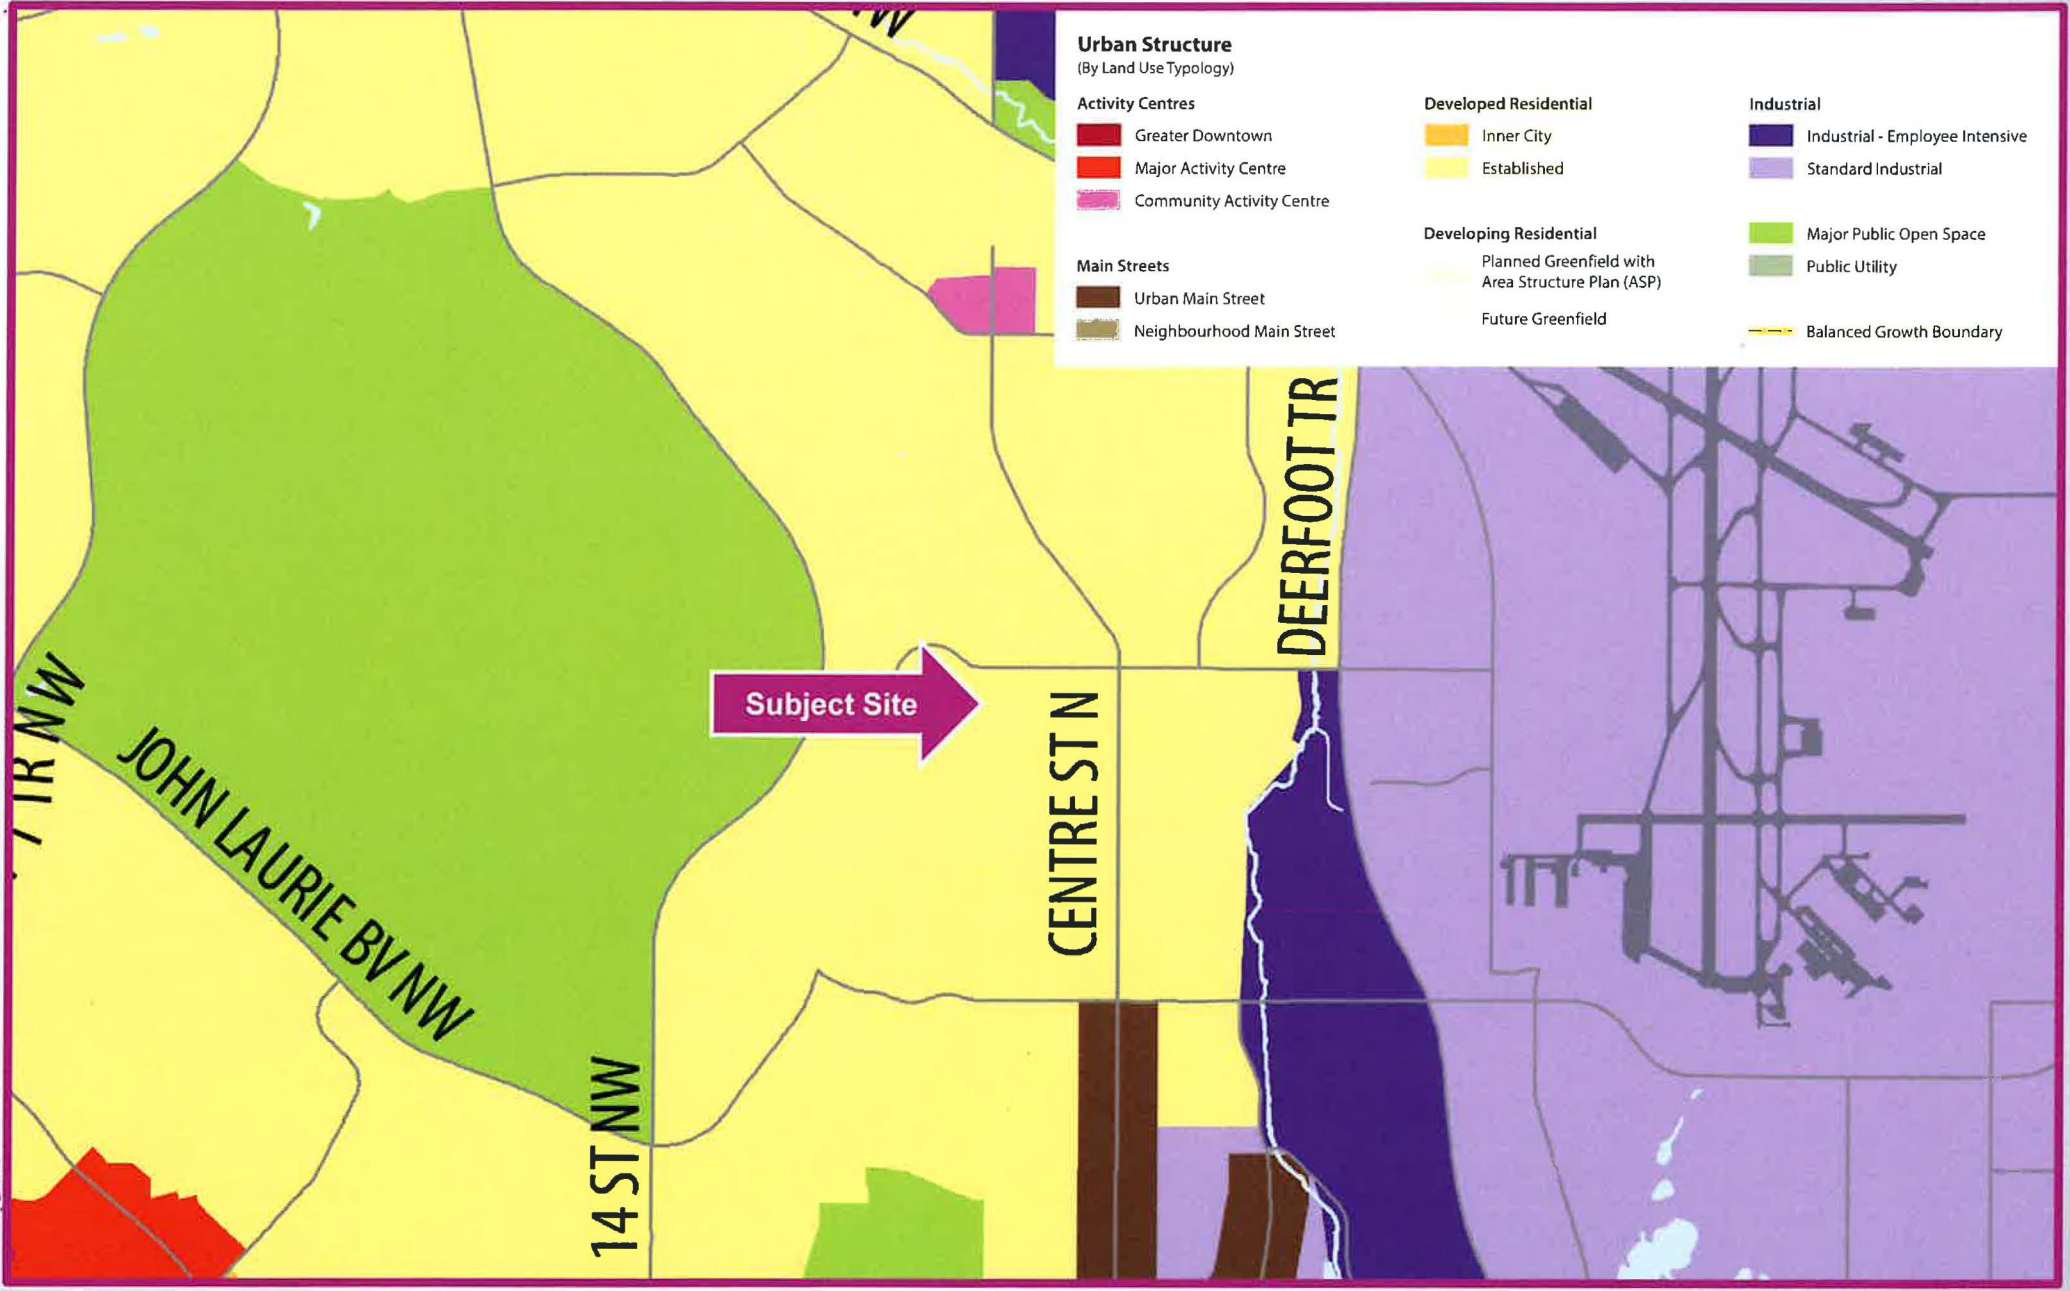 Urban Structure
(By Land Use Typology)
Activity Centres
Greater Downtown
Major Activity Centre
Community Activity Centre
Main Streets
Urban Main Street
Neighbourhood Main Street
Developed Residential
Inner City
Established
Developing Residential
Planned Greenfield with
Area Structure Plan (ASP)
Future Greenfield
Industrial
Industrial - Employee Intensive
Standard Industrial
Major Public Open Space
Public Utility
Balanced Growth Boundary
DEERFOOT TR
Subject Site
CENTRE ST N
TR NW
JOHN LAURIE BV NW
14 ST NW